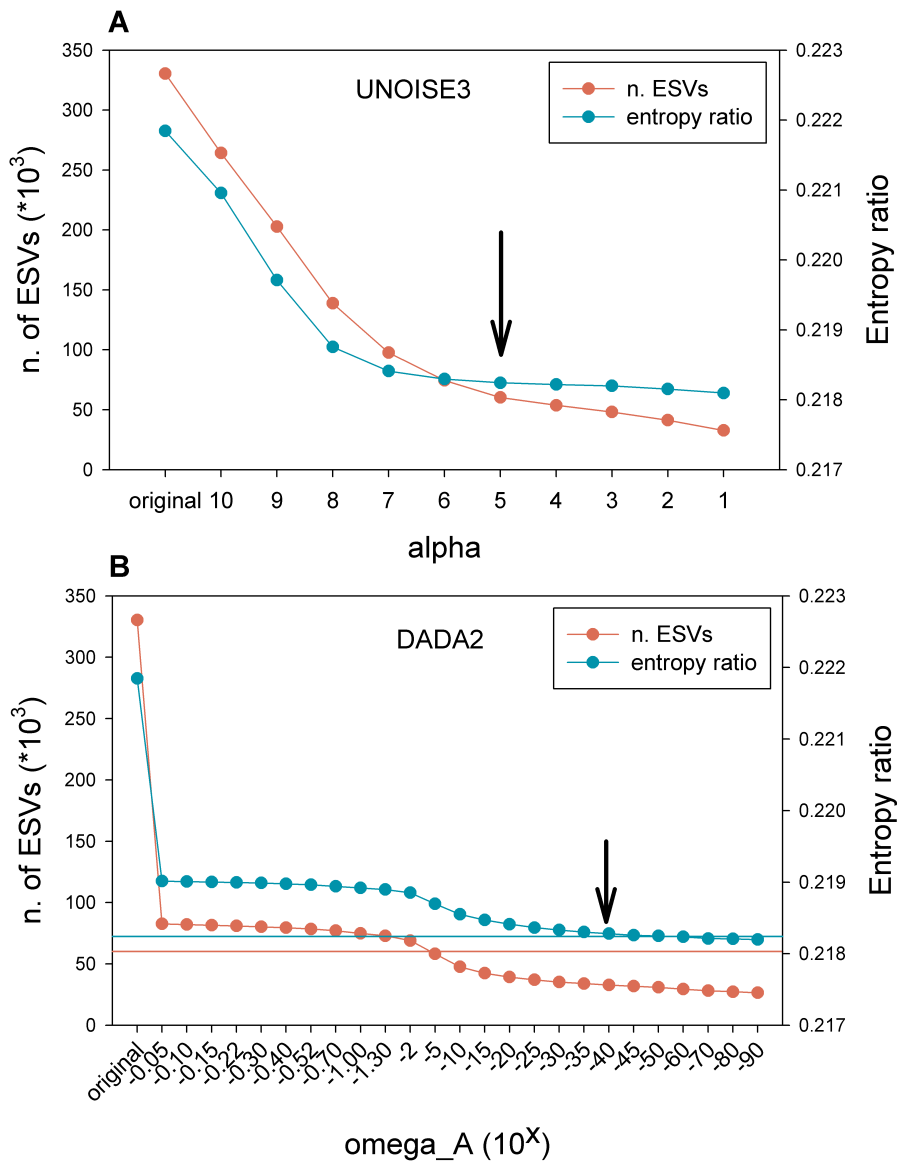 A
350
300
250
200
150
100
50
0
n. of ESVs (*10³)
UNOISE3
n. ESVs
entropy ratio
0.223
0.222
0.221
0.220
0.219
0.218
0.217
Entropy ratio
original 10 9 8 7 6 5 4 3 2 1
alpha
B
350
300
250
200
150
100
50
0
n. of ESVs (*10³)
DADA2
n. ESVs
entropy ratio
0.223
0.222
0.221
0.220
0.219
0.218
0.217
Entropy ratio
original -0.05 -0.10 -0.15 -0.22 -0.30 -0.40 -0.52 -0.70 -1.00 -1.30 -2 -5 -10 -15 -20 -25 -30 -35 -40 -45 -50 -60 -70 -80 -90
omega_A (10ˣ)